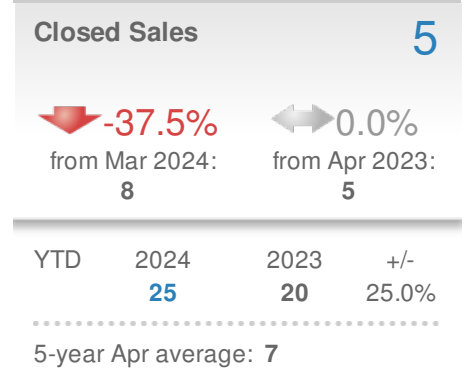 Closed Sales 5
-37.5% 0.0%
from Mar 2024: from Apr 2023:
8 5
YTD 2024 2023 +/-
25 20 25.0%
5-year Apr average: 7